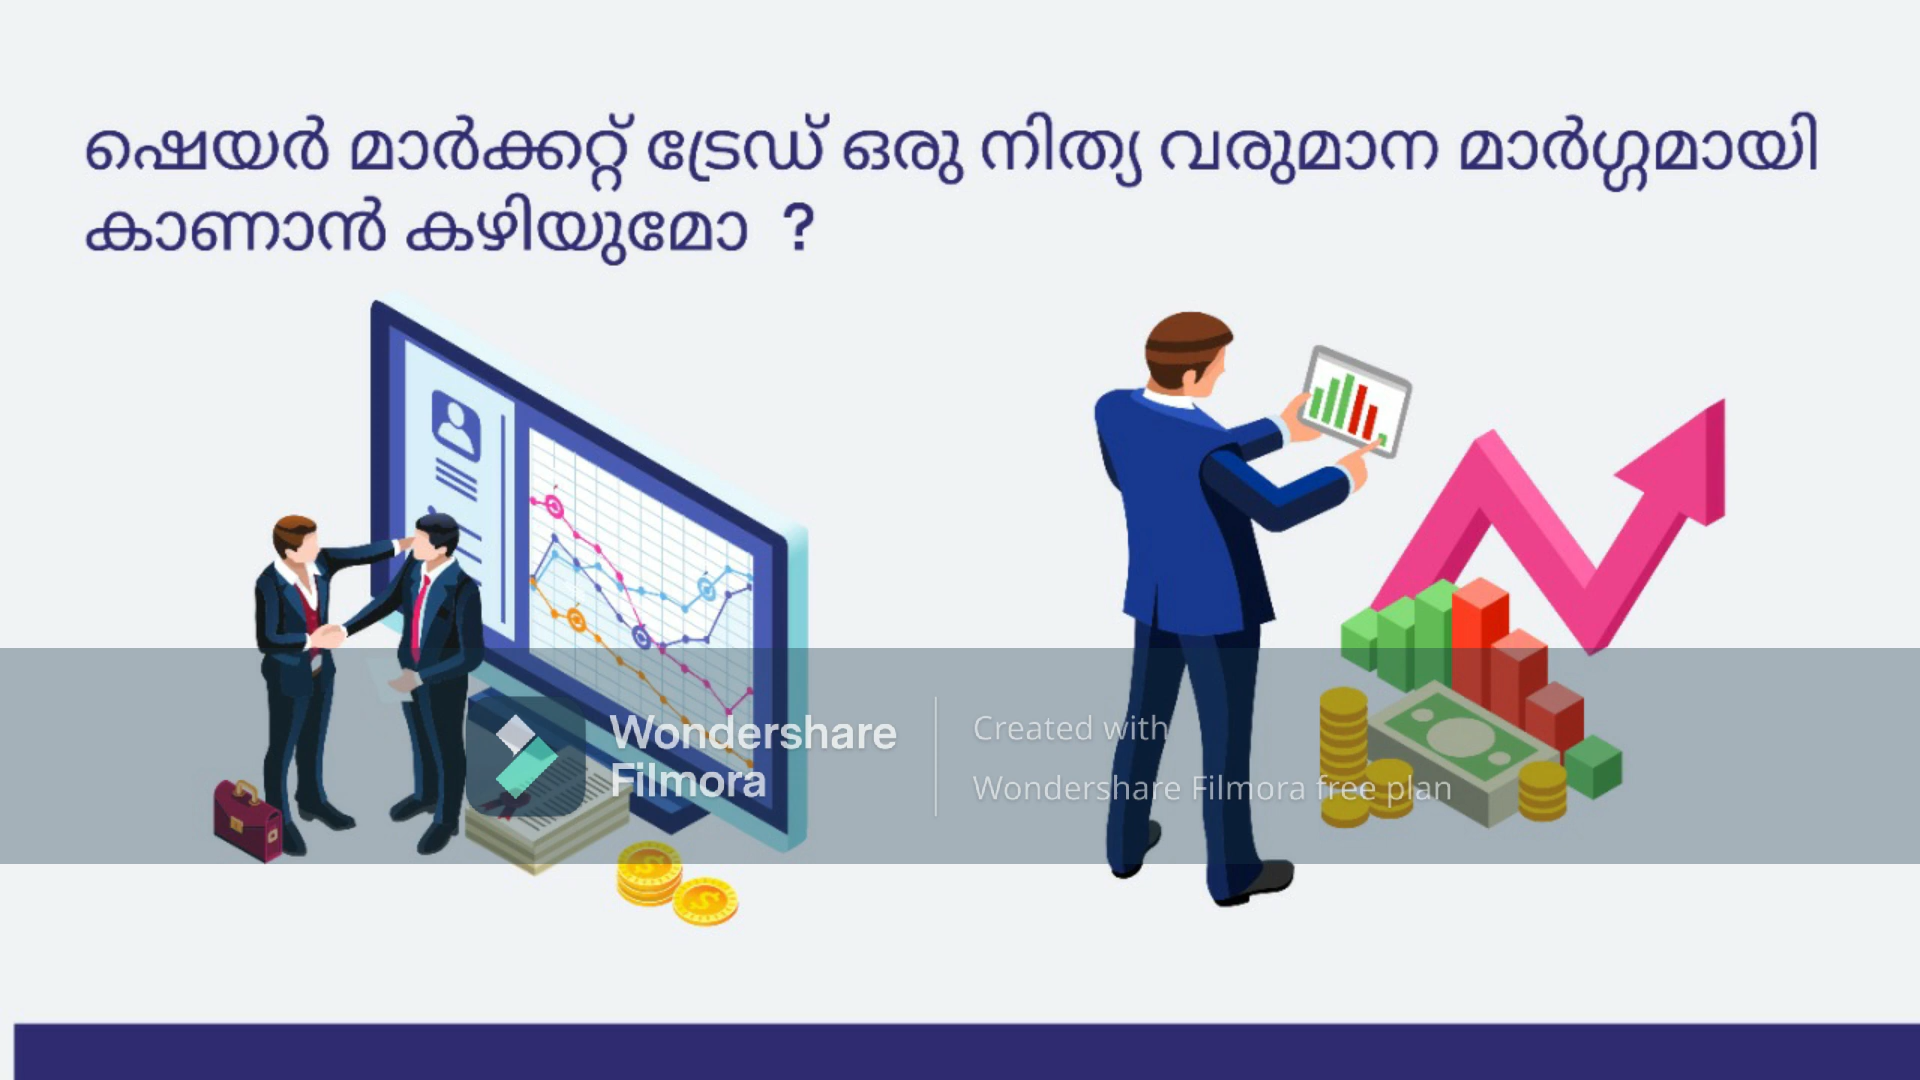 ഷെയർ മാർക്കറ്റ് ട്രേഡ് ഒരു നിത്യ വരുമാന മാർഗ്ഗമായി
കാണാൻ കഴിയുമോ ?
Wondershare
Filmora
Created with
Wondershare Filmora free plan